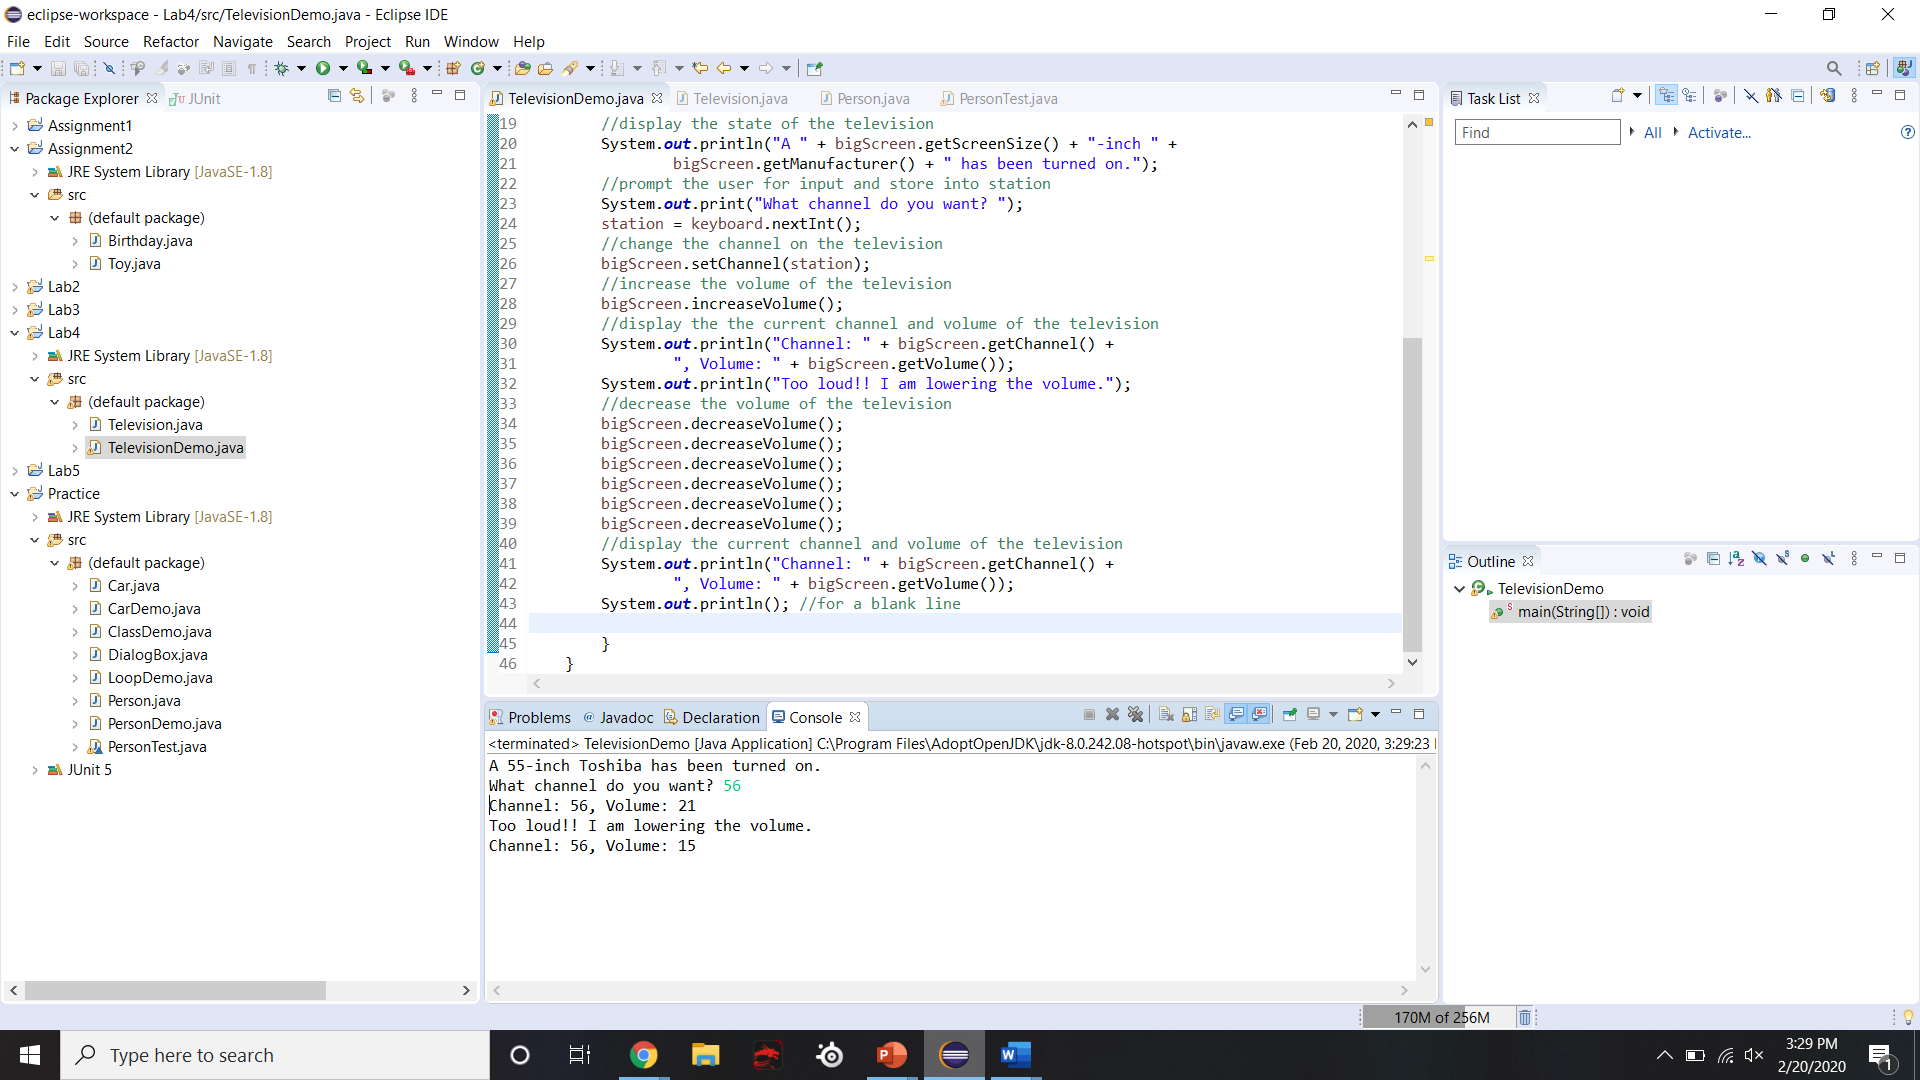 eclipse-workspace - Lab4/src/TelevisionDemo.java - Eclipse IDE
File Edit Source Refactor Navigate Search Project Run Window Help
Package Explorer
JUnit
Assignment1
Assignment2
JRE System Library [JavaSE-1.8]
src
(default package)
Birthday.java
Toy.java
Lab2
Lab3
Lab4
JRE System Library [JavaSE-1.8]
src
(default package)
Television.java
TelevisionDemo.java
Lab5
Practice
JRE System Library [JavaSE-1.8]
src
(default package)
Car.java
CarDemo.java
ClassDemo.java
DialogBox.java
LoopDemo.java
Person.java
PersonDemo.java
PersonTest.java
JUnit 5
TelevisionDemo.java Television.java Person.java PersonTest.java
19 //display the state of the television
20 System.out.println("A " + bigScreen.getScreenSize() + "-inch " +
21 bigScreen.getManufacturer() + " has been turned on.");
22 //prompt the user for input and store into station
23 System.out.print("What channel do you want? ");
24 station = keyboard.nextInt();
25 //change the channel on the television
26 bigScreen.setChannel(station);
27 //increase the volume of the television
28 bigScreen.increaseVolume();
29 //display the the current channel and volume of the television
30 System.out.println("Channel: " + bigScreen.getChannel() +
31 ", Volume: " + bigScreen.getVolume());
32 System.out.println("Too loud!! I am lowering the volume.");
33 //decrease the volume of the television
34 bigScreen.decreaseVolume();
35 bigScreen.decreaseVolume();
36 bigScreen.decreaseVolume();
37 bigScreen.decreaseVolume();
38 bigScreen.decreaseVolume();
39 bigScreen.decreaseVolume();
40 //display the current channel and volume of the television
41 System.out.println("Channel: " + bigScreen.getChannel() +
42 ", Volume: " + bigScreen.getVolume());
43 System.out.println(); //for a blank line
44
45 }
46 }
Problems @ Javadoc Declaration Console
<terminated> TelevisionDemo [Java Application] C:\Program Files\AdoptOpenJDK\jdk-8.0.242.08-hotspot\bin\javaw.exe (Feb 20, 2020, 3:29:23
A 55-inch Toshiba has been turned on.
What channel do you want? 56
Channel: 56, Volume: 21
Too loud!! I am lowering the volume.
Channel: 56, Volume: 15
Task List
Find
All
Activate...
Outline
TelevisionDemo
main(String[]) : void
170M of 256M
Type here to search
3:29 PM
2/20/2020
1